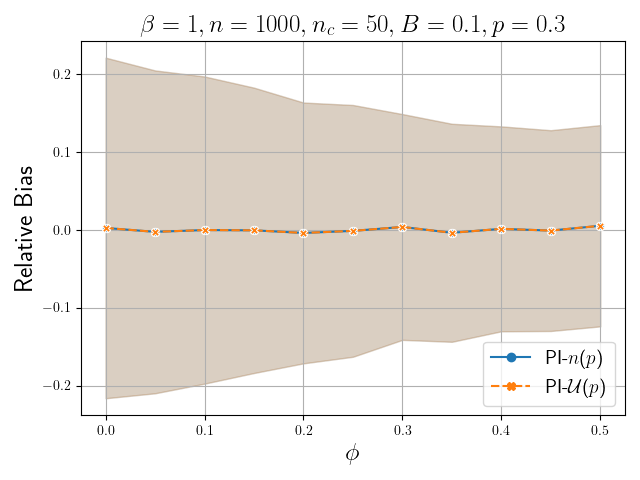 β = 1, n = 1000, n_c = 50, B = 0.1, p = 0.3
Relative Bias
0.2
0.1
0.0
−0.1
−0.2
PI-n(p)
PI-𝒰(p)
0.0 0.1 0.2 0.3 0.4 0.5
ϕ